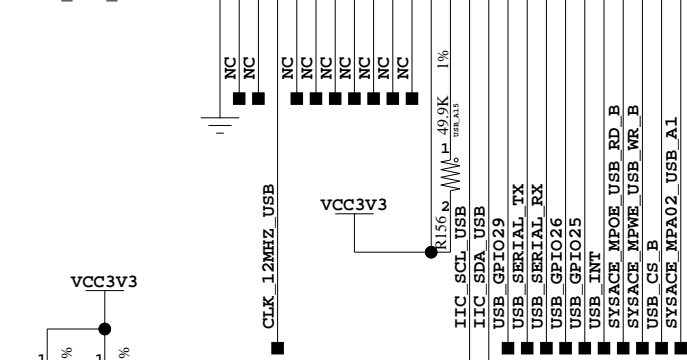 NC
NC
NC
NC
NC
NC
NC
NC
NC
1%
49.9K
USB_A15
1
2
R156
VCC3V3
VCC3V3
CLK_12MHZ_USB
IIC_SCL_USB
IIC_SDA_USB
USB_GPIO29
USB_SERIAL_TX
USB_SERIAL_RX
USB_GPIO26
USB_GPIO25
USB_INT
SYSACE_MPOE_USB_RD_B
SYSACE_MPWE_USB_WR_B
USB_CS_B
SYSACE_MPA02_USB_A1
1
%
1
%